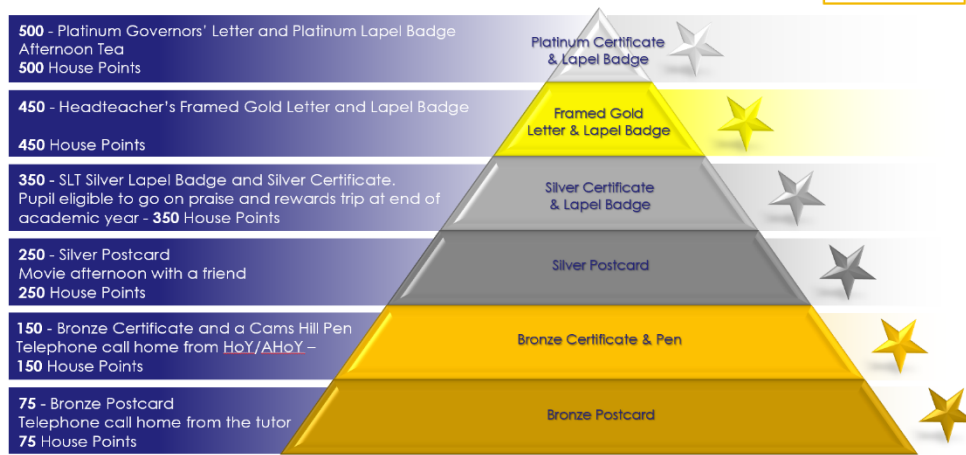 500 - Platinum Governors' Letter and Platinum Lapel Badge
Afternoon Tea
500 House Points
Platinum Certificate
& Lapel Badge
450 - Headteacher's Framed Gold Letter and Lapel Badge
450 House Points
Framed Gold
Letter & Lapel Badge
350 - SLT Silver Lapel Badge and Silver Certificate.
Pupil eligible to go on praise and rewards trip at end of
academic year - 350 House Points
Silver Certificate
& Lapel Badge
250 - Silver Postcard
Movie afternoon with a friend
250 House Points
Silver Postcard
150 - Bronze Certificate and a Cams Hill Pen
Telephone call home from HoY/AHoY –
150 House Points
Bronze Certificate & Pen
75 - Bronze Postcard
Telephone call home from the tutor
75 House Points
Bronze Postcard